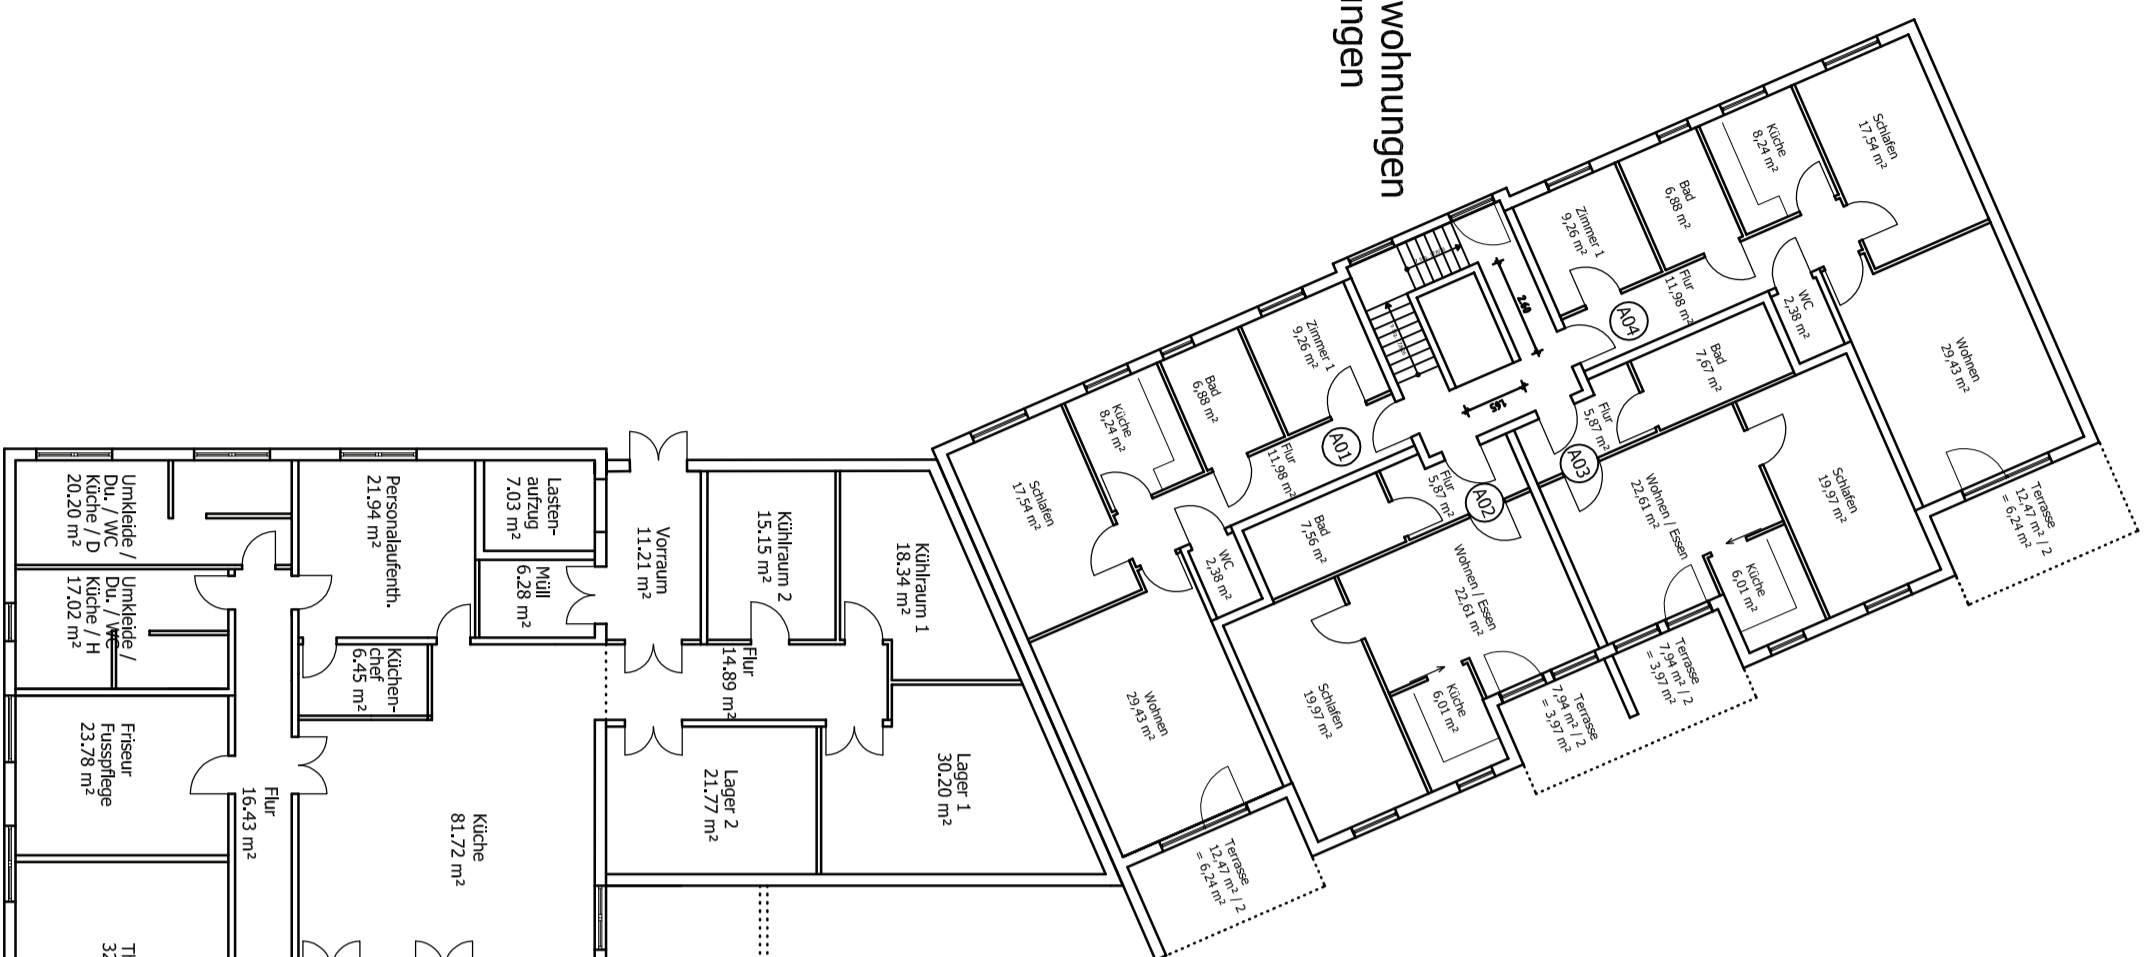 wohnungen
ungen
Schlafen
17,54 m²
Küche
8,24 m²
Bad
6,88 m²
Zimmer 1
9,26 m²
Flur
11,98 m²
A04
WC
2,38 m²
Wohnen
29,43 m²
Terrasse
12,47 m² / 2
= 6,24 m²
2.60
1.65
Bad
7,67 m²
Flur
5,87 m²
A03
Wohnen / Essen
22,61 m²
Schlafen
19,97 m²
Küche
6,01 m²
Terrasse
7,94 m² / 2
= 3,97 m²
Zimmer 1
9,26 m²
Bad
6,88 m²
Küche
8,24 m²
Schlafen
17,54 m²
Flur
11,98 m²
A01
WC
2,38 m²
Wohnen
29,43 m²
Terrasse
12,47 m² / 2
= 6,24 m²
Flur
5,87 m²
A02
Bad
7,56 m²
Wohnen / Essen
22,61 m²
Schlafen
19,97 m²
Küche
6,01 m²
Terrasse
7,94 m² / 2
= 3,97 m²
Kühlraum 1
18.34 m²
Kühlraum 2
15.15 m²
Vorraum
11.21 m²
Flur
14.89 m²
Lager 1
30.20 m²
Lager 2
21.77 m²
Lasten-
aufzug
7.03 m²
Müll
6.28 m²
Personalaufenth.
21.94 m²
Küchen-
chef
6.45 m²
Küche
81.72 m²
Flur
16.43 m²
Umkleide /
Du. / WC
Küche / D
20.20 m²
Umkleide /
Du. / WC
Küche / H
17.02 m²
Friseur
Fusspflege
23.78 m²
Th
32